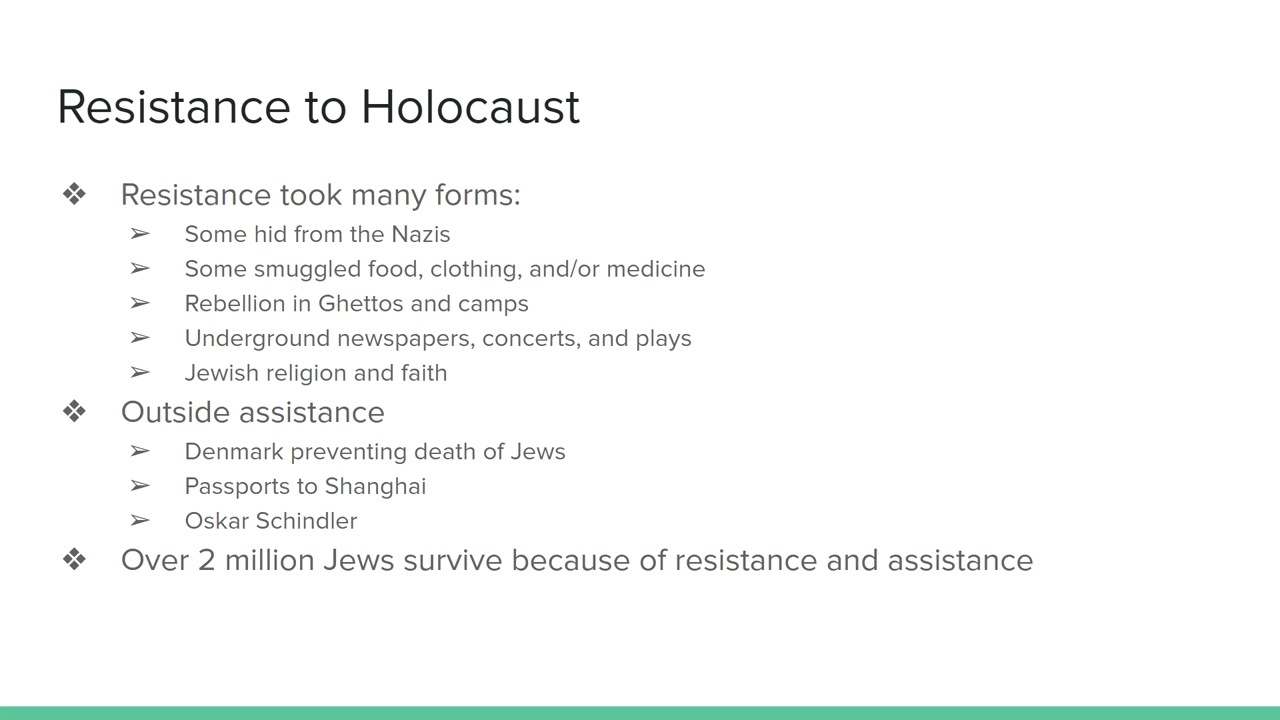 Resistance to Holocaust
❖ Resistance took many forms:
➢ Some hid from the Nazis
➢ Some smuggled food, clothing, and/or medicine
➢ Rebellion in Ghettos and camps
➢ Underground newspapers, concerts, and plays
➢ Jewish religion and faith
❖ Outside assistance
➢ Denmark preventing death of Jews
➢ Passports to Shanghai
➢ Oskar Schindler
❖ Over 2 million Jews survive because of resistance and assistance